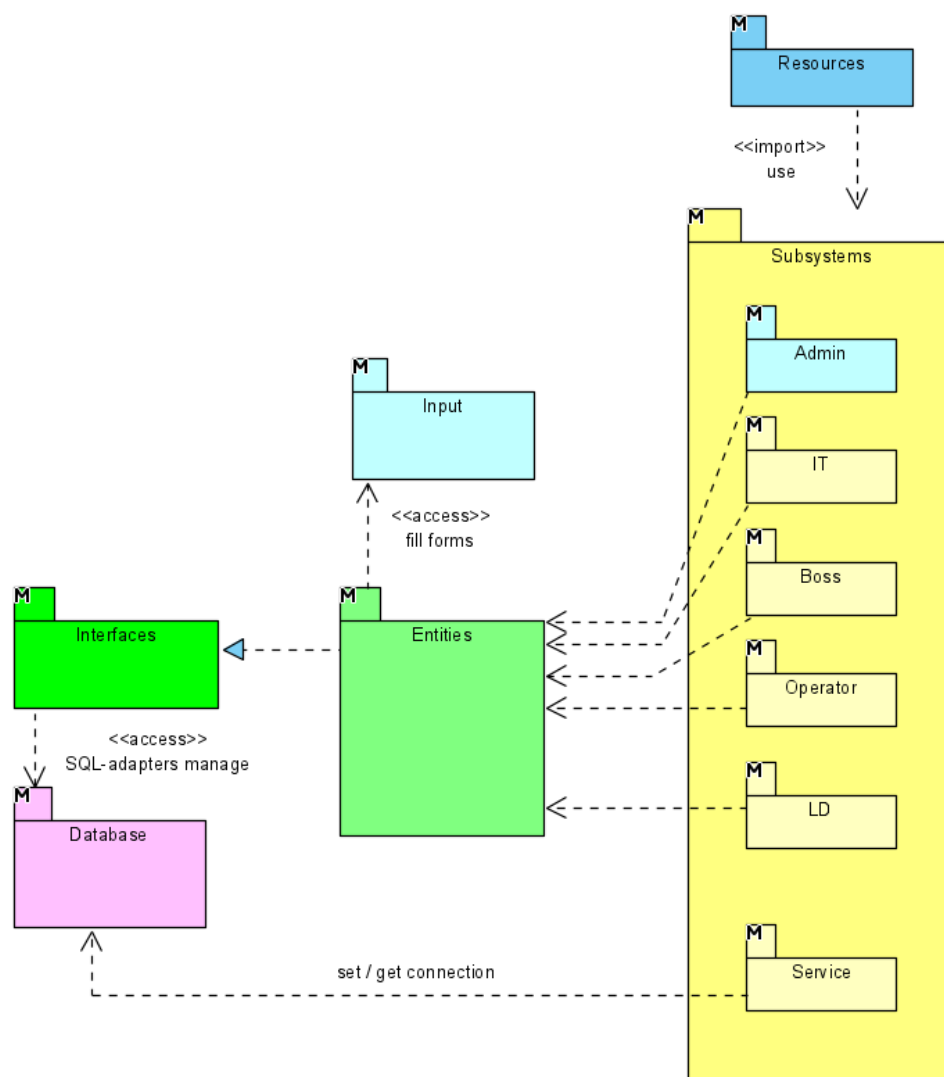 M
Resources
<<import>>
use
M
Subsystems
M
Admin
M
Input
M
IT
<<access>>
fill forms
M
Boss
M
Interfaces
M
Entities
M
Operator
<<access>>
SQL-adapters manage
M
Database
M
LD
set / get connection
M
Service